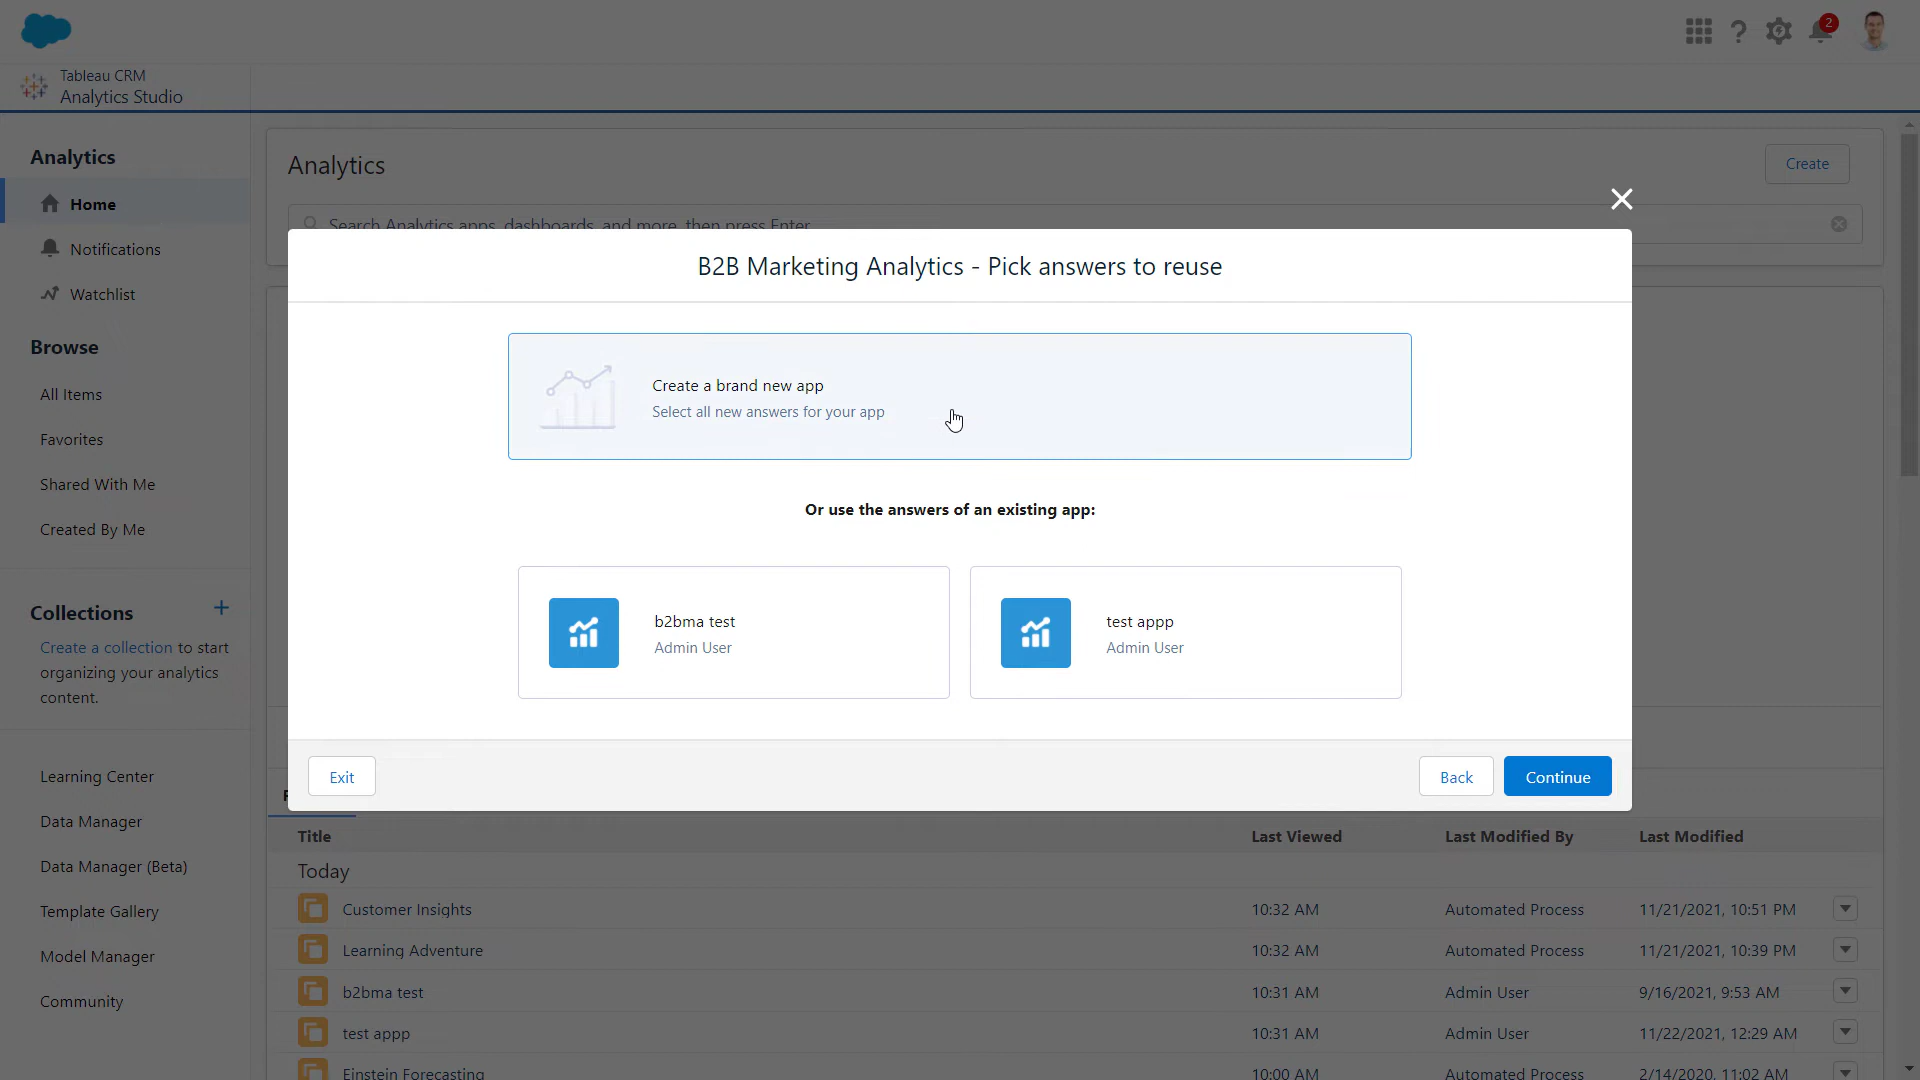 2
Tableau CRM
Analytics Studio
Analytics
Home
Notifications
Watchlist
Browse
All Items
Favorites
Shared With Me
Created By Me
Collections
Create a collection to start
organizing your analytics
content.
Learning Center
Data Manager
Data Manager (Beta)
Template Gallery
Model Manager
Community
Analytics
Create
Search Analytics apps, dashboards, and more, then press Enter
B2B Marketing Analytics - Pick answers to reuse
Create a brand new app
Select all new answers for your app
Or use the answers of an existing app:
b2bma test
Admin User
test appp
Admin User
Exit
Back
Continue
Title Last Viewed Last Modified By Last Modified
Today
Customer Insights 10:32 AM Automated Process 11/21/2021, 10:51 PM
Learning Adventure 10:32 AM Automated Process 11/21/2021, 10:39 PM
b2bma test 10:31 AM Admin User 9/16/2021, 9:53 AM
test appp 10:31 AM Admin User 11/22/2021, 12:29 AM
Einstein Forecasting 10:00 AM Automated Process 2/14/2020, 11:02 AM